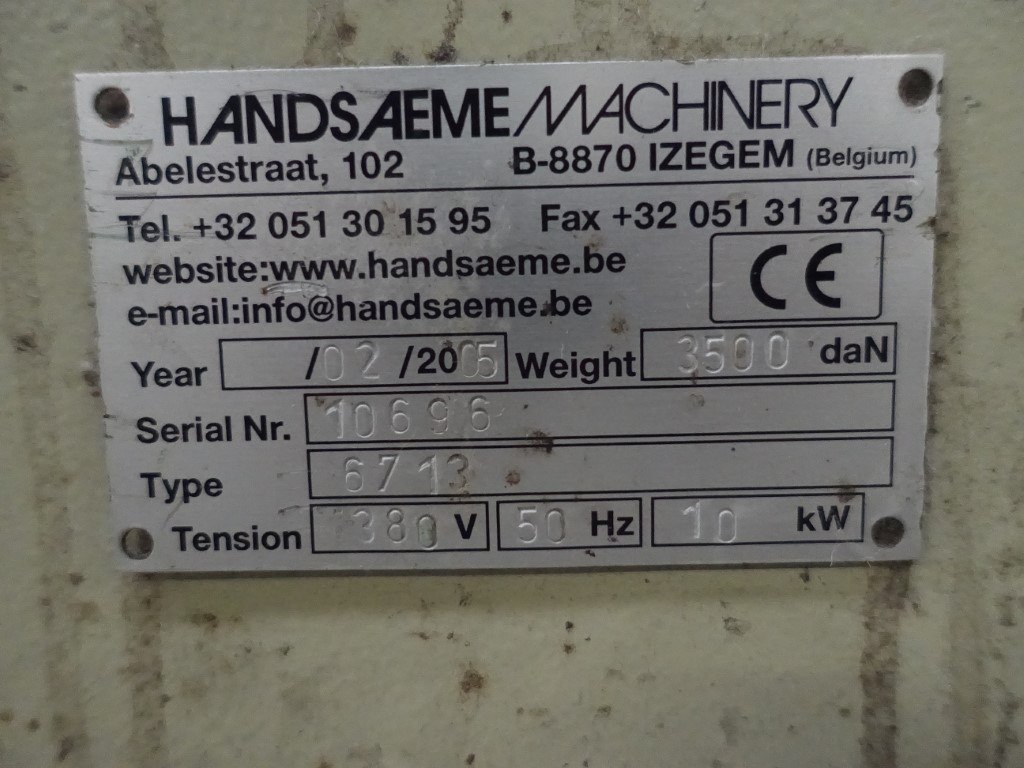 HANDSAEME MACHINERY
Abelestraat, 102 B-8870 IZEGEM (Belgium)
Tel. +32 051 30 15 95 Fax +32 051 31 37 45
website:www.handsaeme.be
e-mail:info@handsaeme.be
CE
Year /02 /2005 Weight 3500 daN
Serial Nr. 10696
Type 6713
Tension 380 V 50 Hz 10 kW